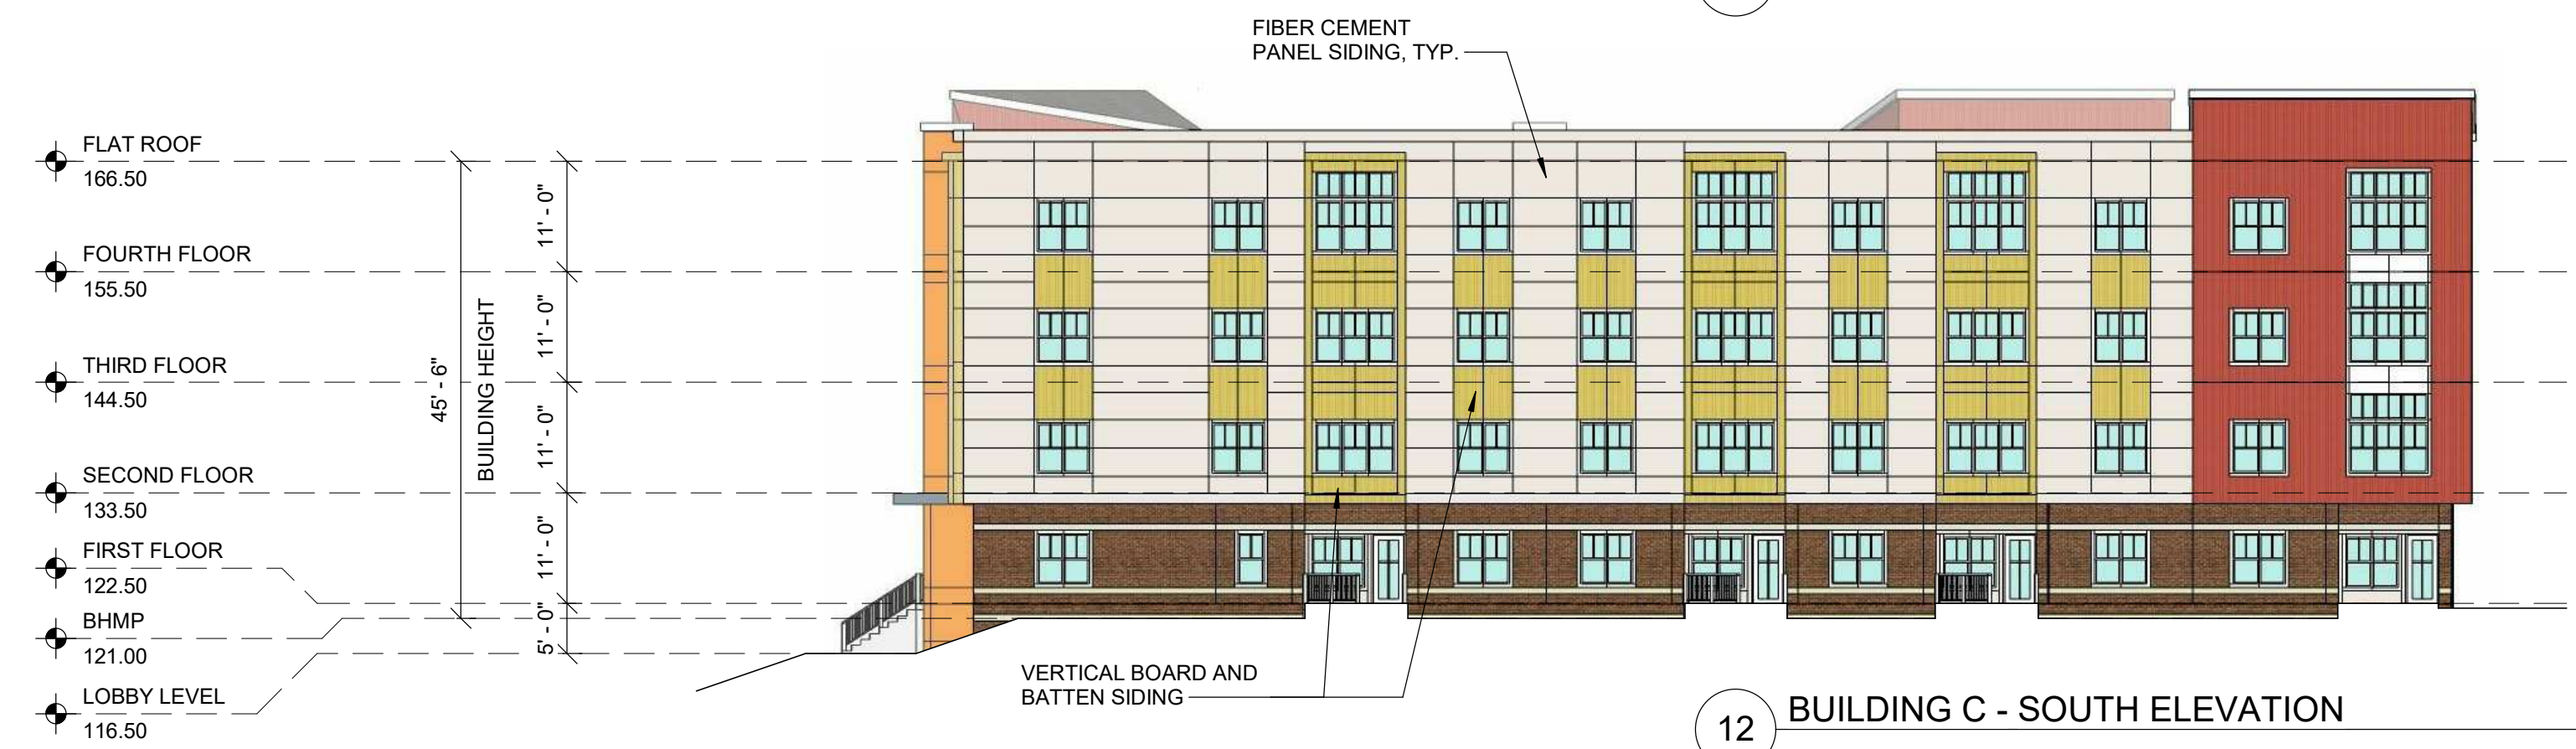 FIBER CEMENT
PANEL SIDING, TYP.
FLAT ROOF
166.50
FOURTH FLOOR
155.50
THIRD FLOOR
144.50
SECOND FLOOR
133.50
FIRST FLOOR
122.50
BHMP
121.00
LOBBY LEVEL
116.50
45' - 6"
BUILDING HEIGHT
11' - 0"
11' - 0"
11' - 0"
11' - 0"
5' - 0"
VERTICAL BOARD AND
BATTEN SIDING
12
BUILDING C - SOUTH ELEVATION